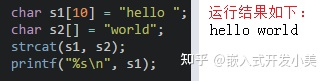 char s1[10] = "hello ";
char s2[] = "world";
strcat(s1, s2);
printf("%s\n", s1);
运行结果如下：
hello world
知乎 @嵌入式开发小美